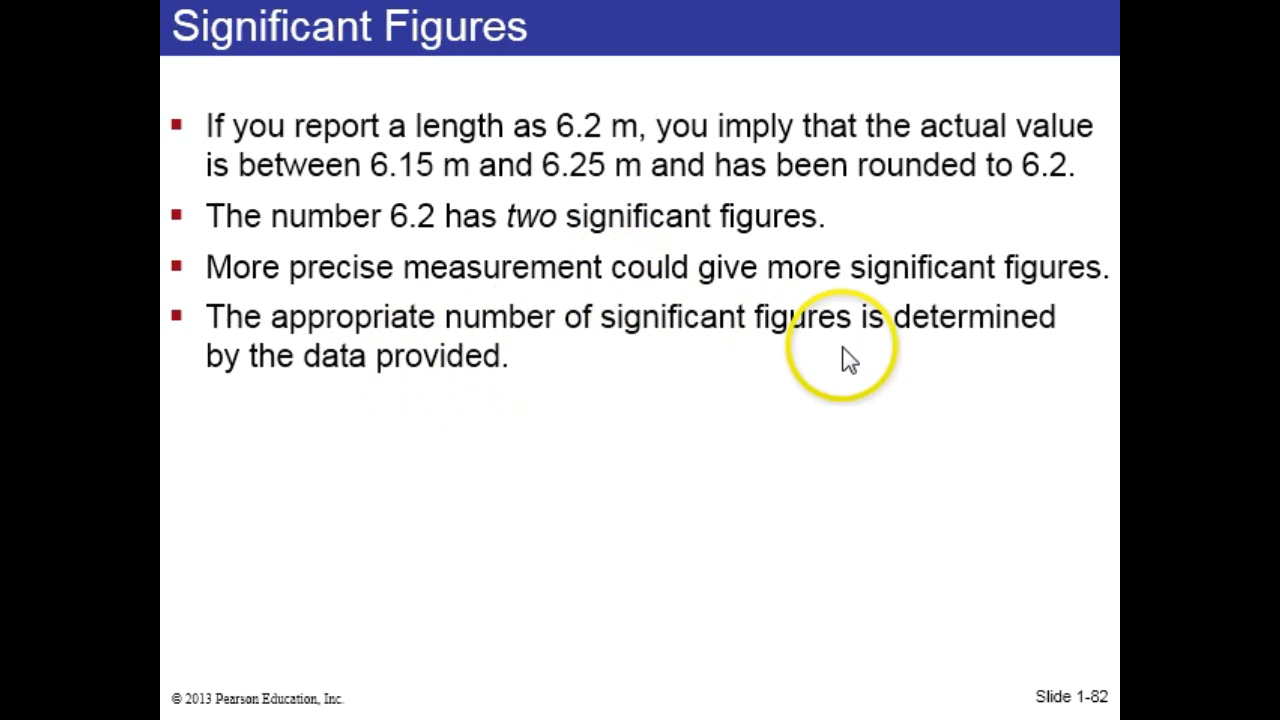 Significant Figures
If you report a length as 6.2 m, you imply that the actual value
is between 6.15 m and 6.25 m and has been rounded to 6.2.
The number 6.2 has two significant figures.
More precise measurement could give more significant figures.
The appropriate number of significant figures is determined
by the data provided.
© 2013 Pearson Education, Inc.
Slide 1-82